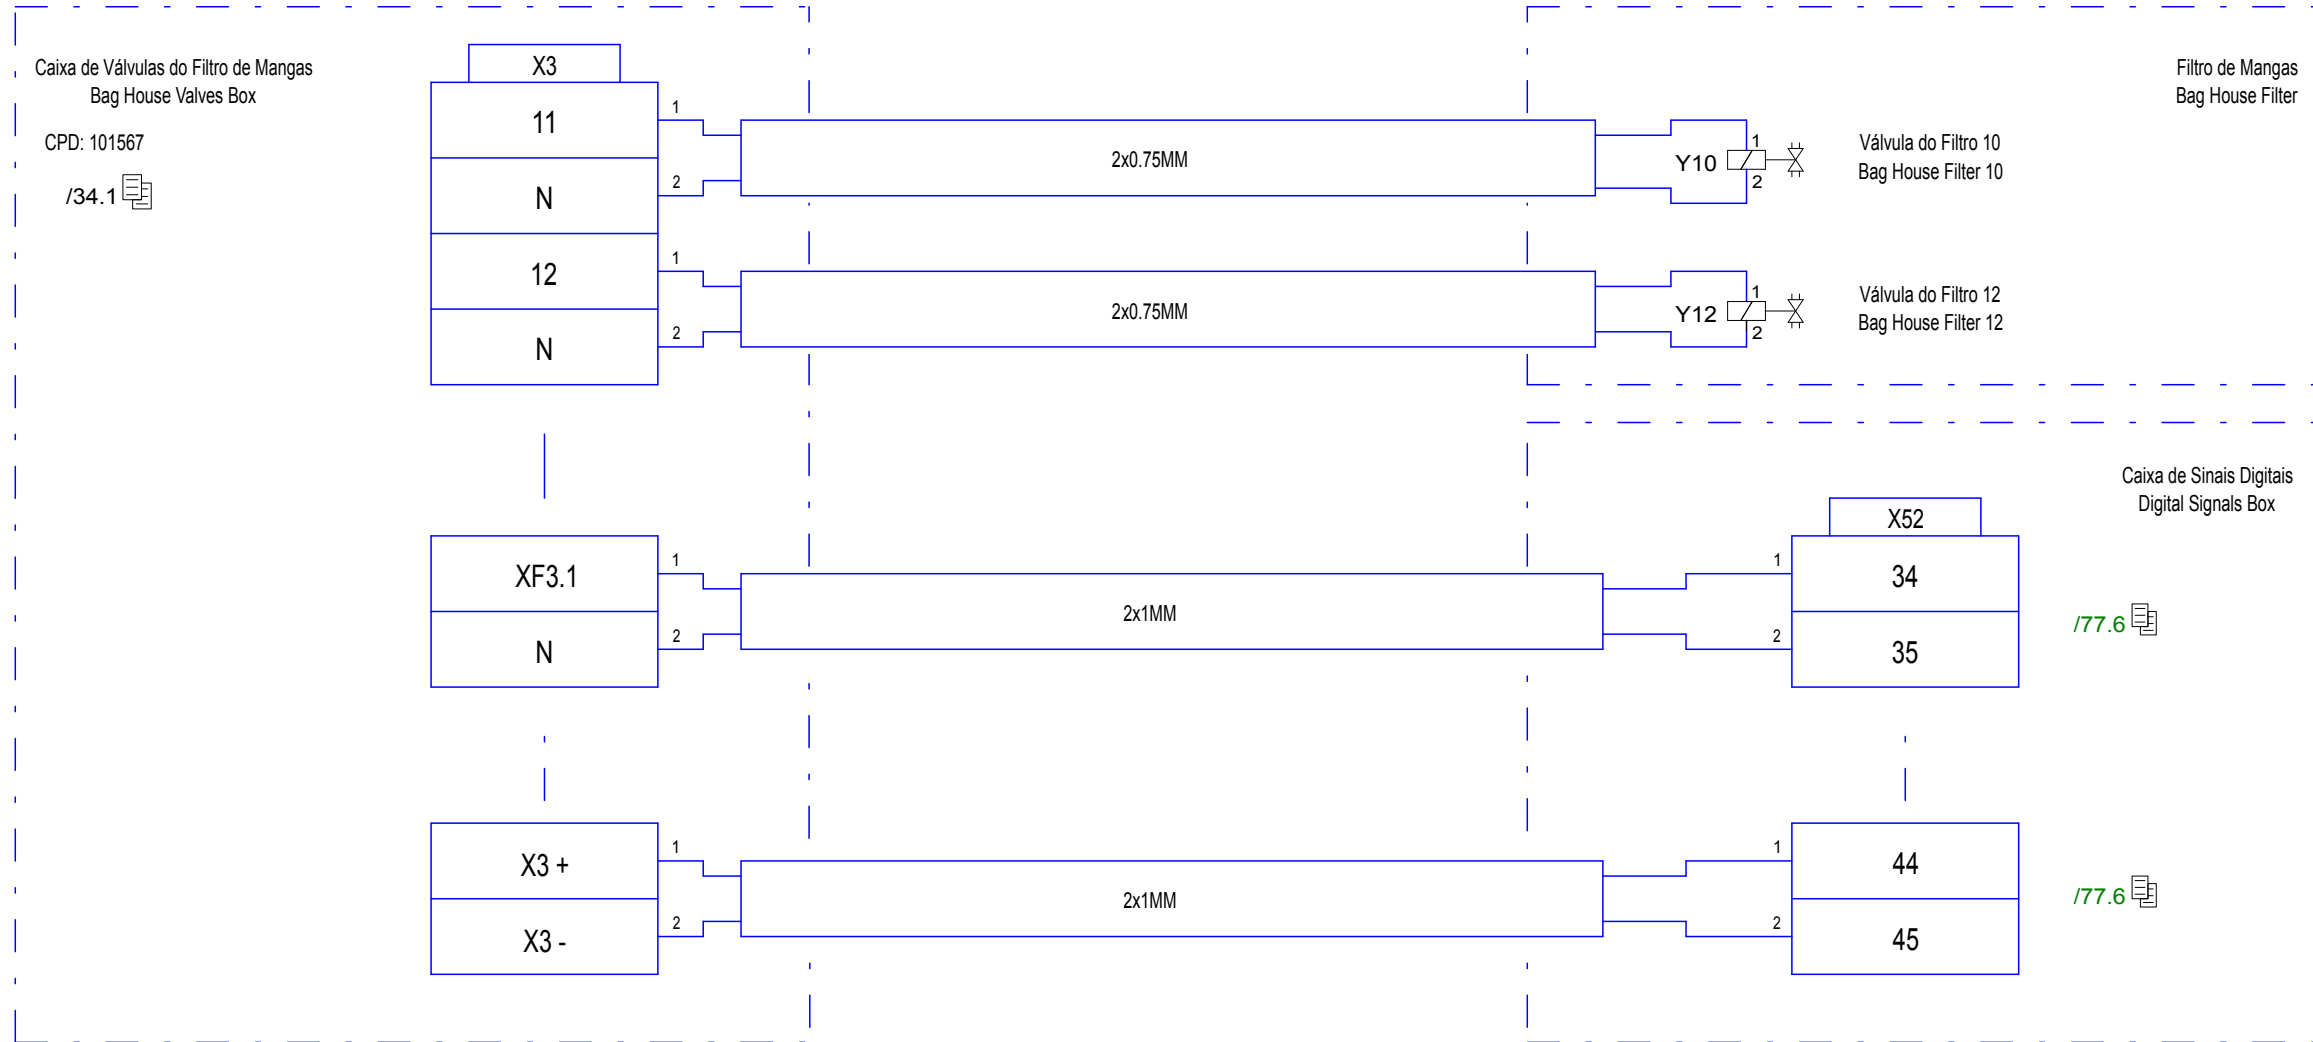 Caixa de Válvulas do Filtro de Mangas
Bag House Valves Box
CPD: 101567
/34.1
X3
11
1
N
2
12
1
N
2
2x0.75MM
2x0.75MM
Filtro de Mangas
Bag House Filter
Y10
1
2
Válvula do Filtro 10
Bag House Filter 10
Y12
1
2
Válvula do Filtro 12
Bag House Filter 12
XF3.1
1
N
2
2x1MM
Caixa de Sinais Digitais
Digital Signals Box
X52
1
34
2
35
/77.6
X3 +
1
X3 -
2
2x1MM
1
44
2
45
/77.6